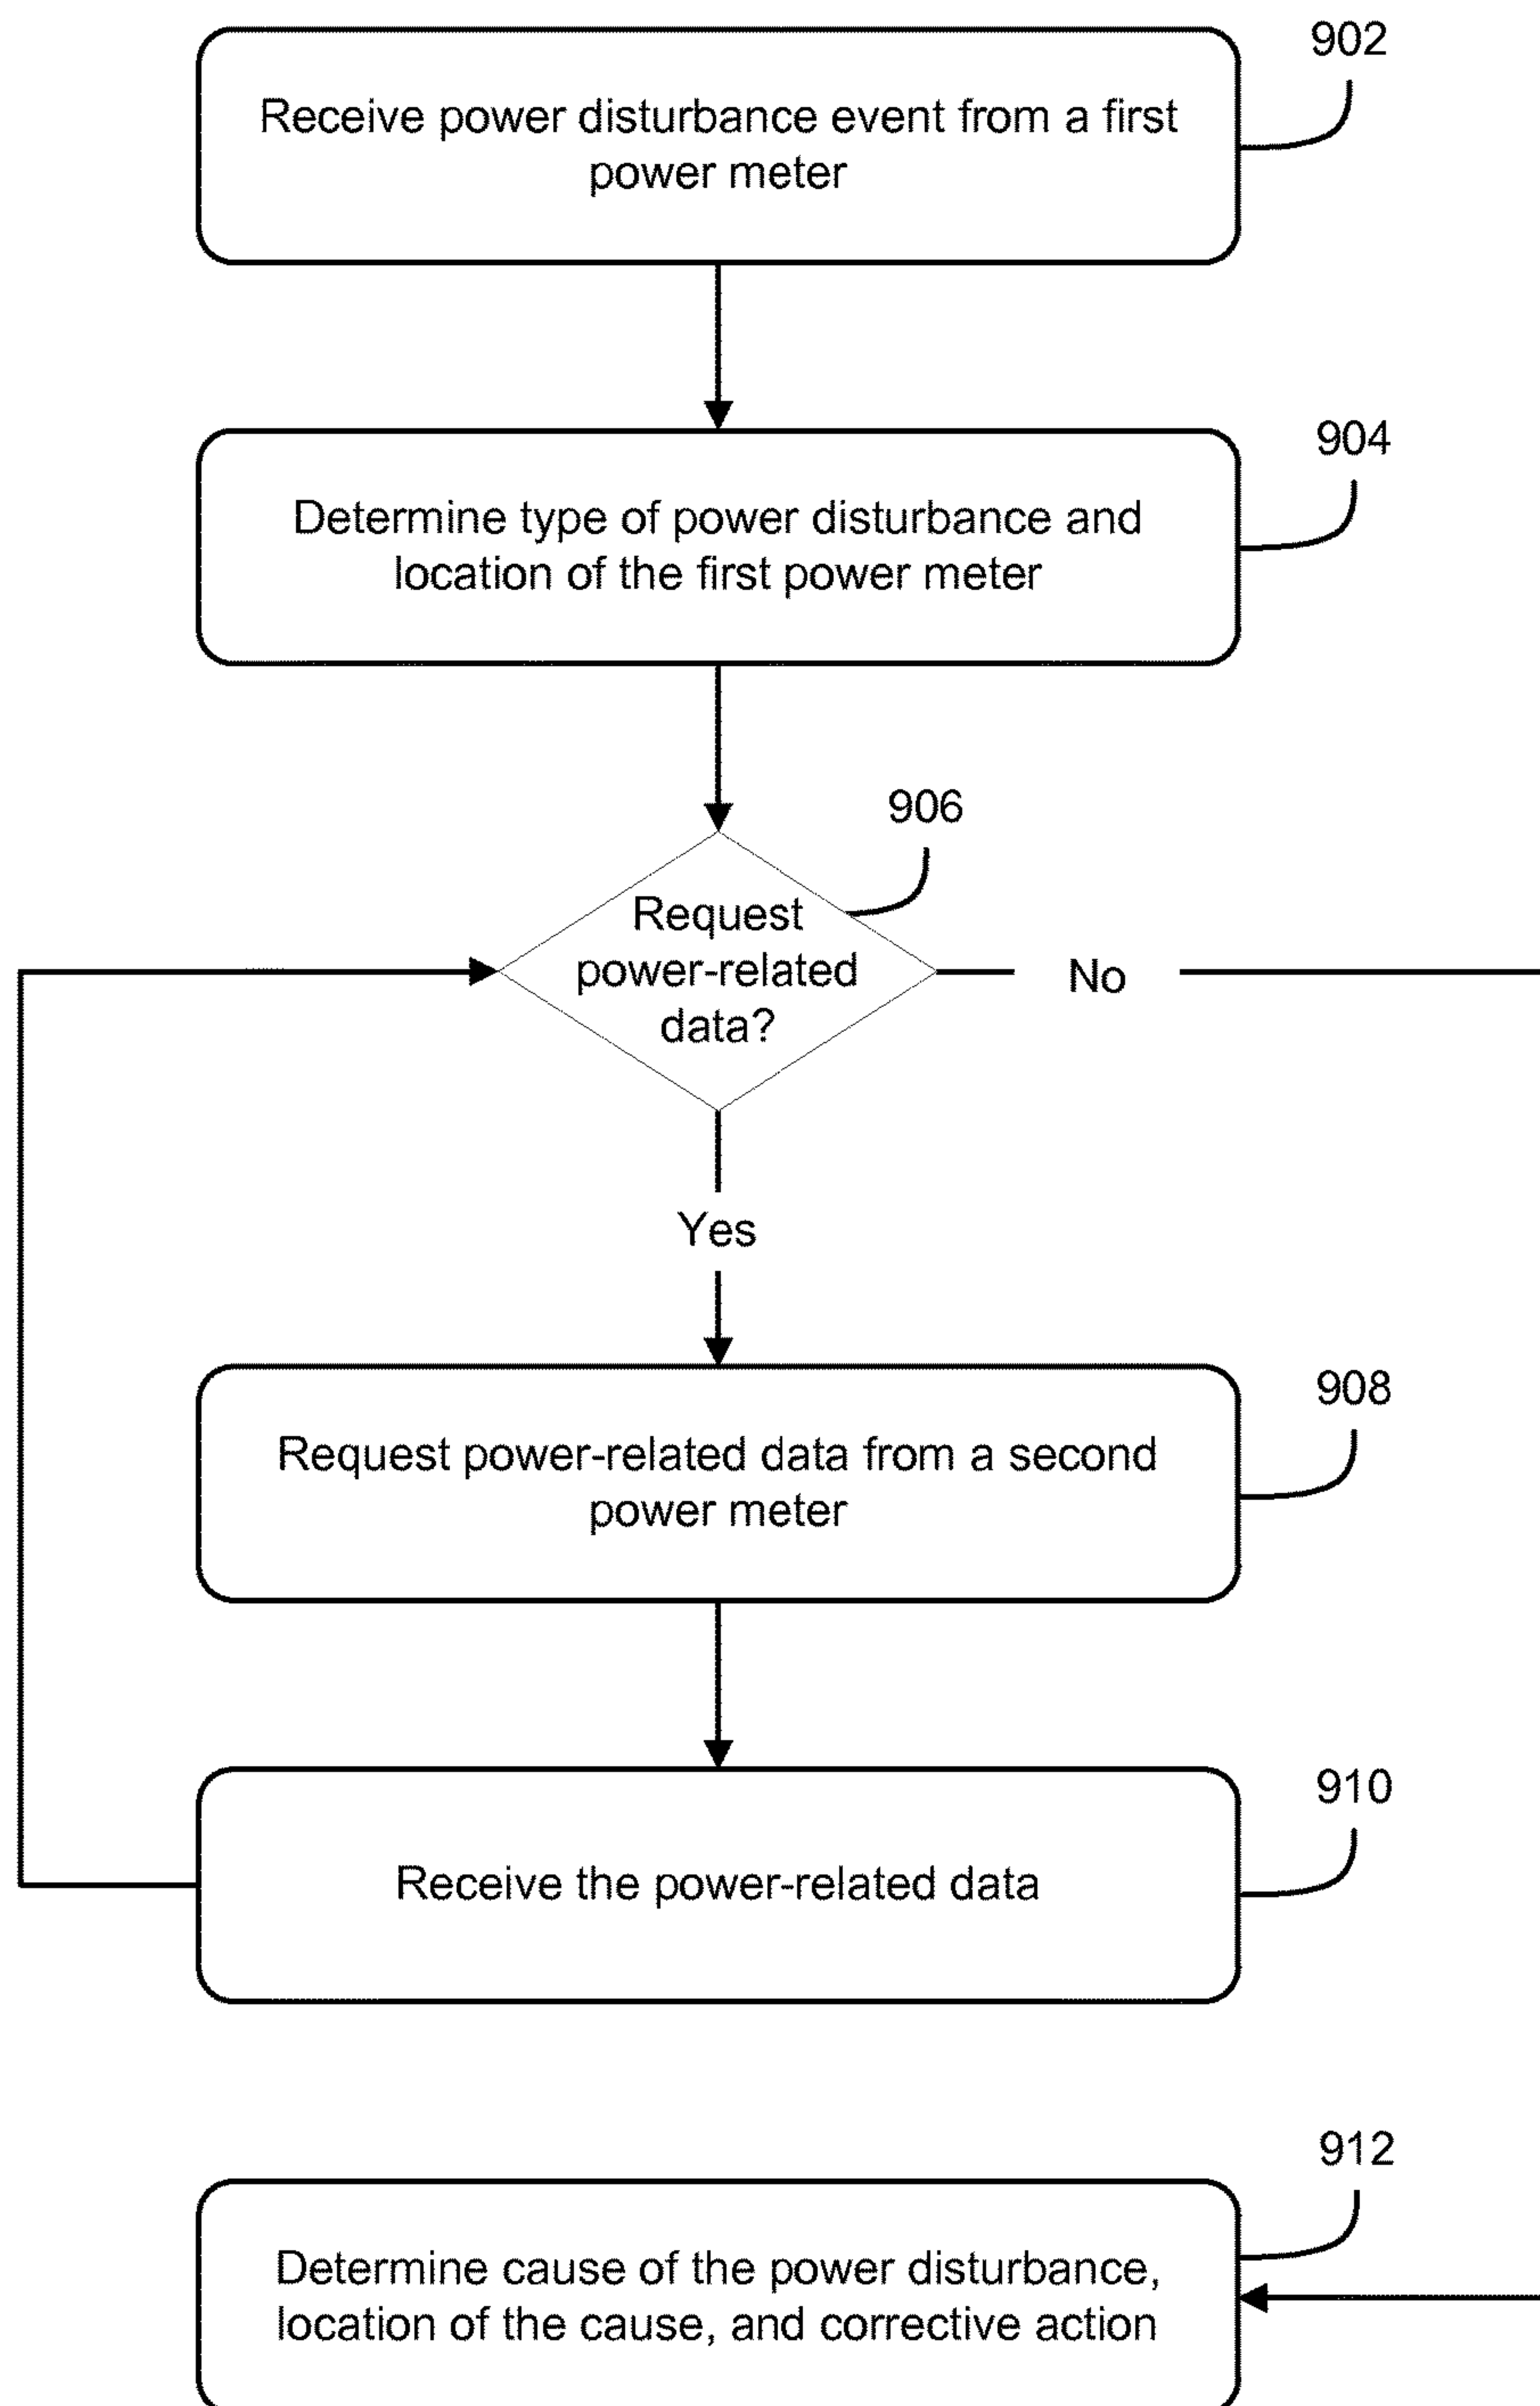 902
Receive power disturbance event from a first
power meter
904
Determine type of power disturbance and
location of the first power meter
906
Request
power-related
data?
No
Yes
908
Request power-related data from a second
power meter
910
Receive the power-related data
912
Determine cause of the power disturbance,
location of the cause, and corrective action